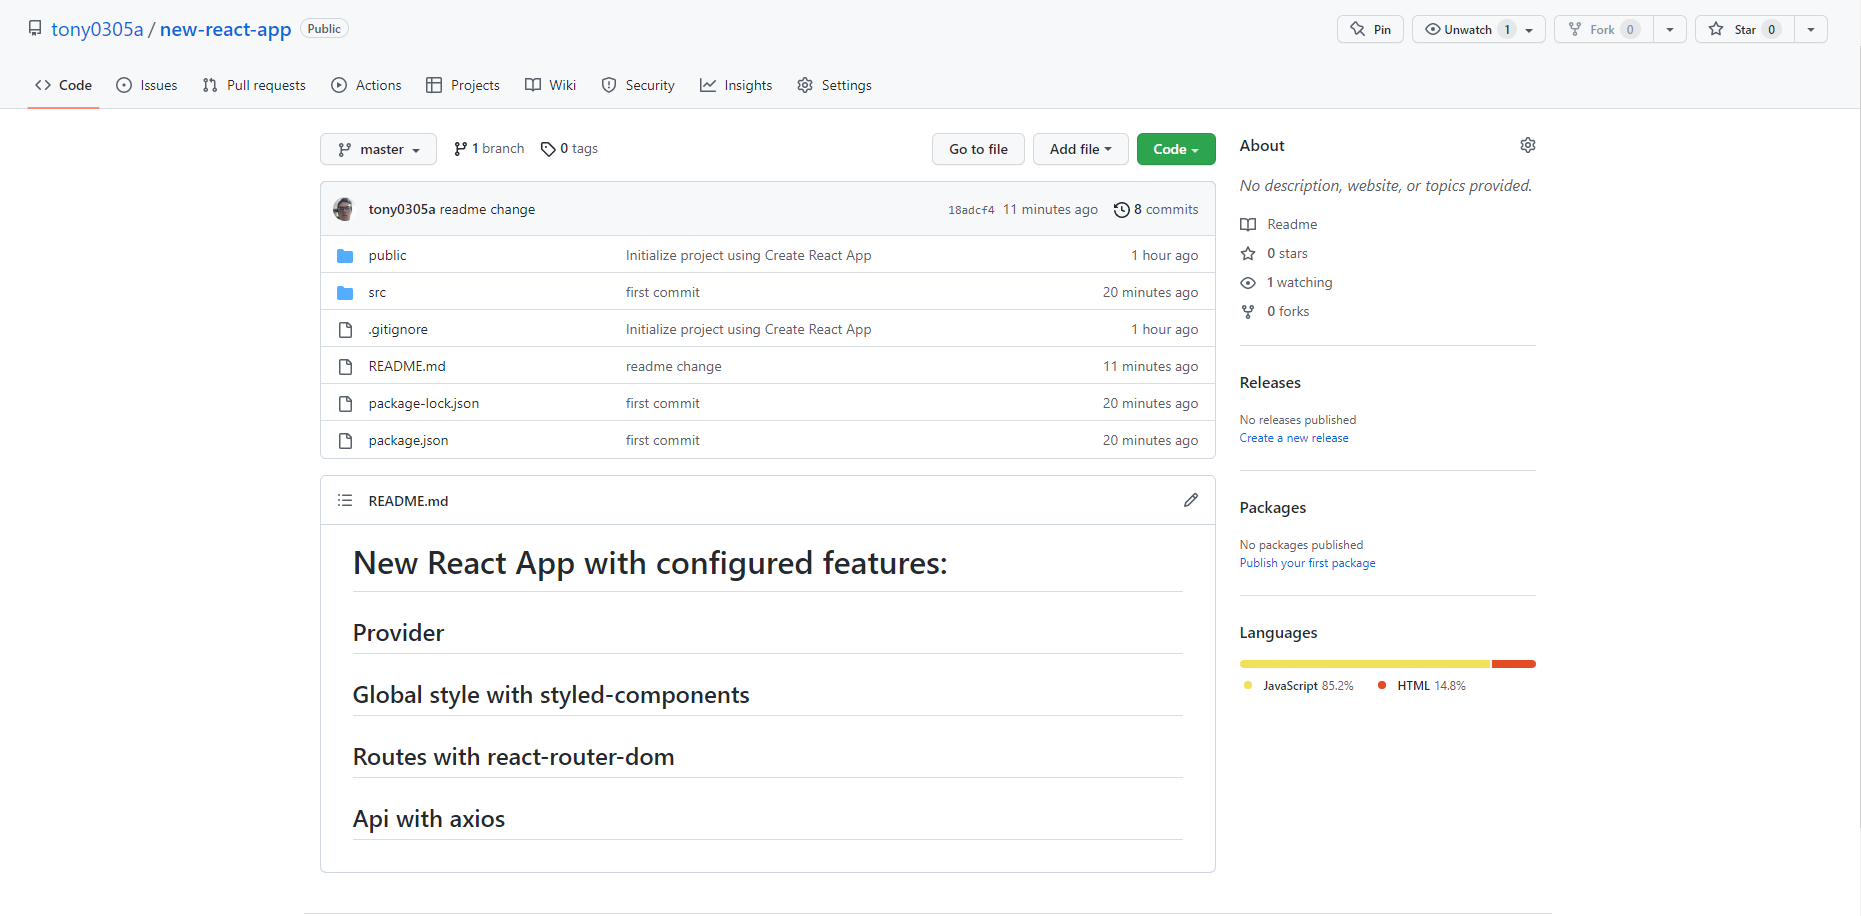 tony0305a / new-react-app Public
Pin Unwatch 1 Fork 0 Star 0
Code Issues Pull requests Actions Projects Wiki Security Insights Settings
master 1 branch 0 tags Go to file Add file Code
tony0305a readme change 18adcf4 11 minutes ago 8 commits
public Initialize project using Create React App 1 hour ago
src first commit 20 minutes ago
.gitignore Initialize project using Create React App 1 hour ago
README.md readme change 11 minutes ago
package-lock.json first commit 20 minutes ago
package.json first commit 20 minutes ago
README.md
New React App with configured features:
Provider
Global style with styled-components
Routes with react-router-dom
Api with axios
About
No description, website, or topics provided.
Readme
0 stars
1 watching
0 forks
Releases
No releases published
Create a new release
Packages
No packages published
Publish your first package
Languages
JavaScript 85.2% HTML 14.8%